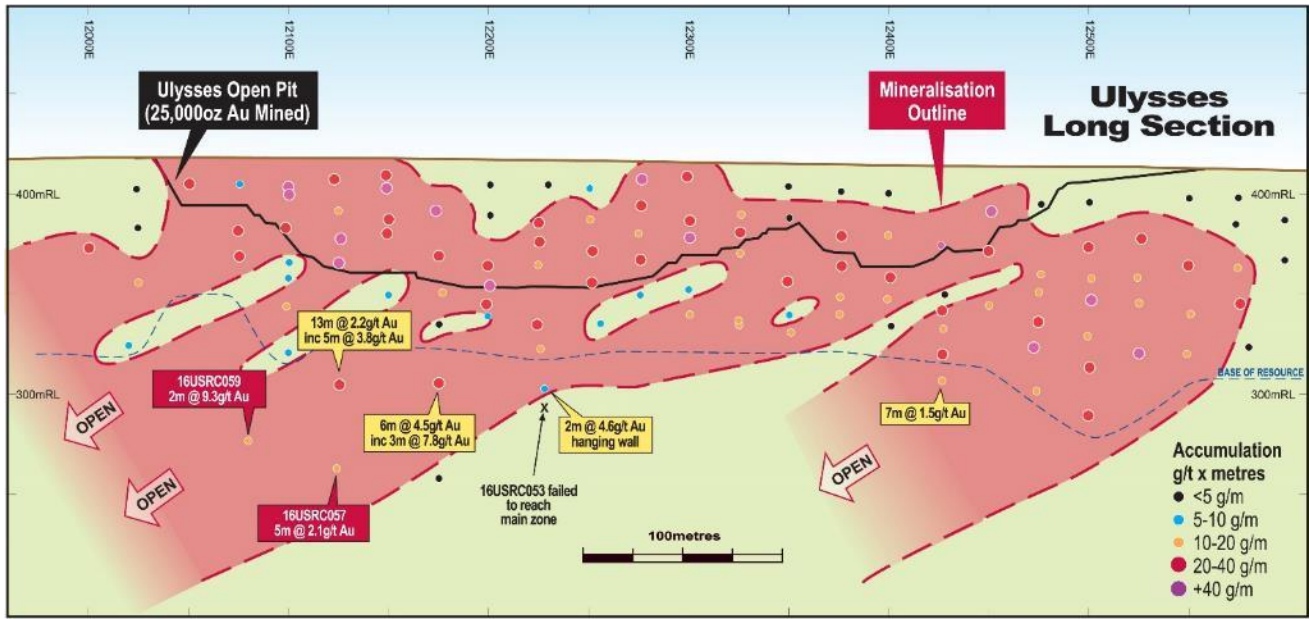 12000E
12100E
12200E
12300E
12400E
12500E
Ulysses Open Pit
(25,000oz Au Mined)
Mineralisation
Outline
Ulysses
Long Section
400mRL
400mRL
13m @ 2.2g/t Au
inc 5m @ 3.8g/t Au
16USRC059
2m @ 9.3g/t Au
BASE OF RESOURCE
300mRL
300mRL
OPEN
6m @ 4.5g/t Au
inc 3m @ 7.8g/t Au
X
2m @ 4.6g/t Au
hanging wall
7m @ 1.5g/t Au
OPEN
OPEN
16USRC057
5m @ 2.1g/t Au
16USRC053 failed
to reach
main zone
100metres
Accumulation
g/t x metres
<5 g/m
5-10 g/m
10-20 g/m
20-40 g/m
+40 g/m